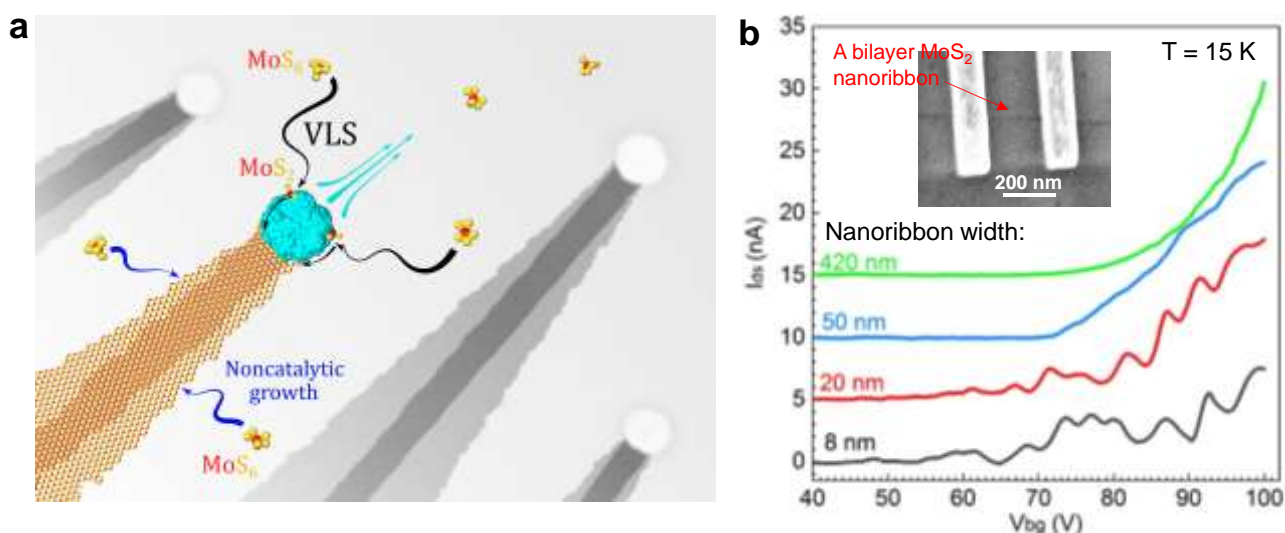 a
MoS₆
VLS
MoS₂
Noncatalytic
growth
MoS₆
b
A bilayer MoS₂
nanoribbon
T = 15 K
200 nm
Nanoribbon width:
420 nm
50 nm
20 nm
8 nm
Ids (nA)
35
30
25
20
15
10
5
0
40 50 60 70 80 90 100
Vbg (V)